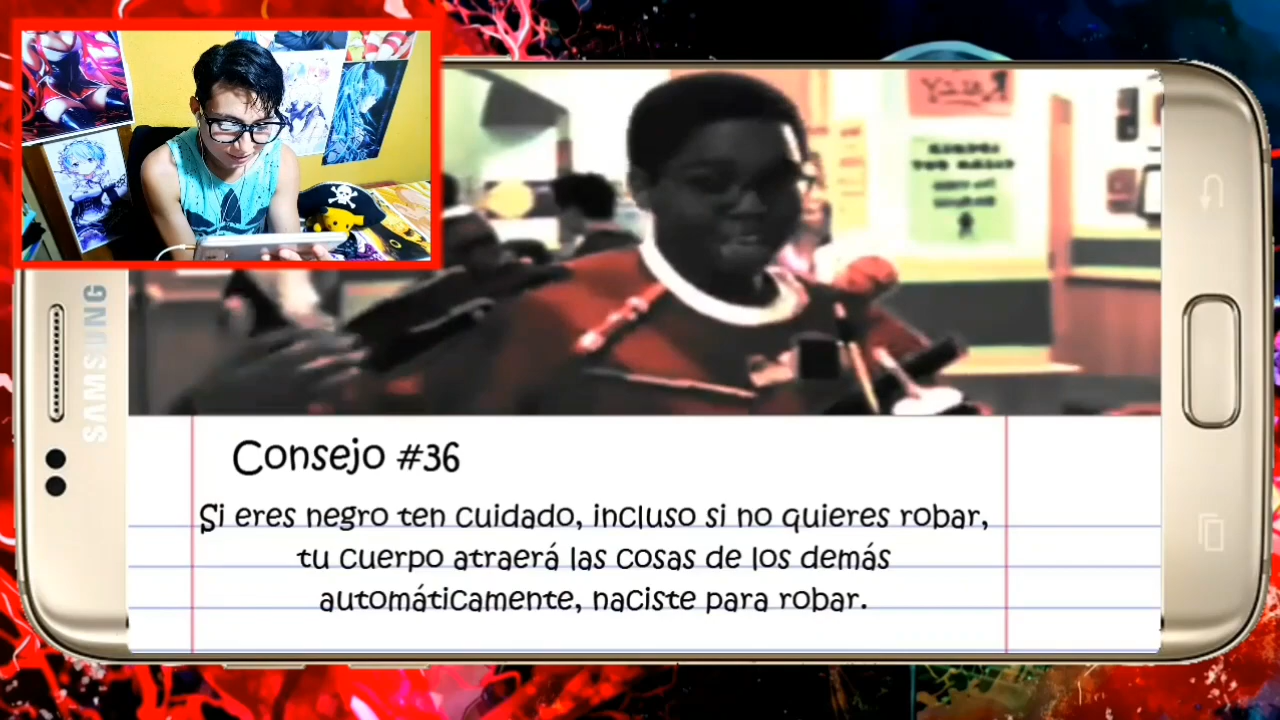 SAMSUNG
Consejo #36
Si eres negro ten cuidado, incluso si no quieres robar,
tu cuerpo atraerá las cosas de los demás
automáticamente, naciste para robar.